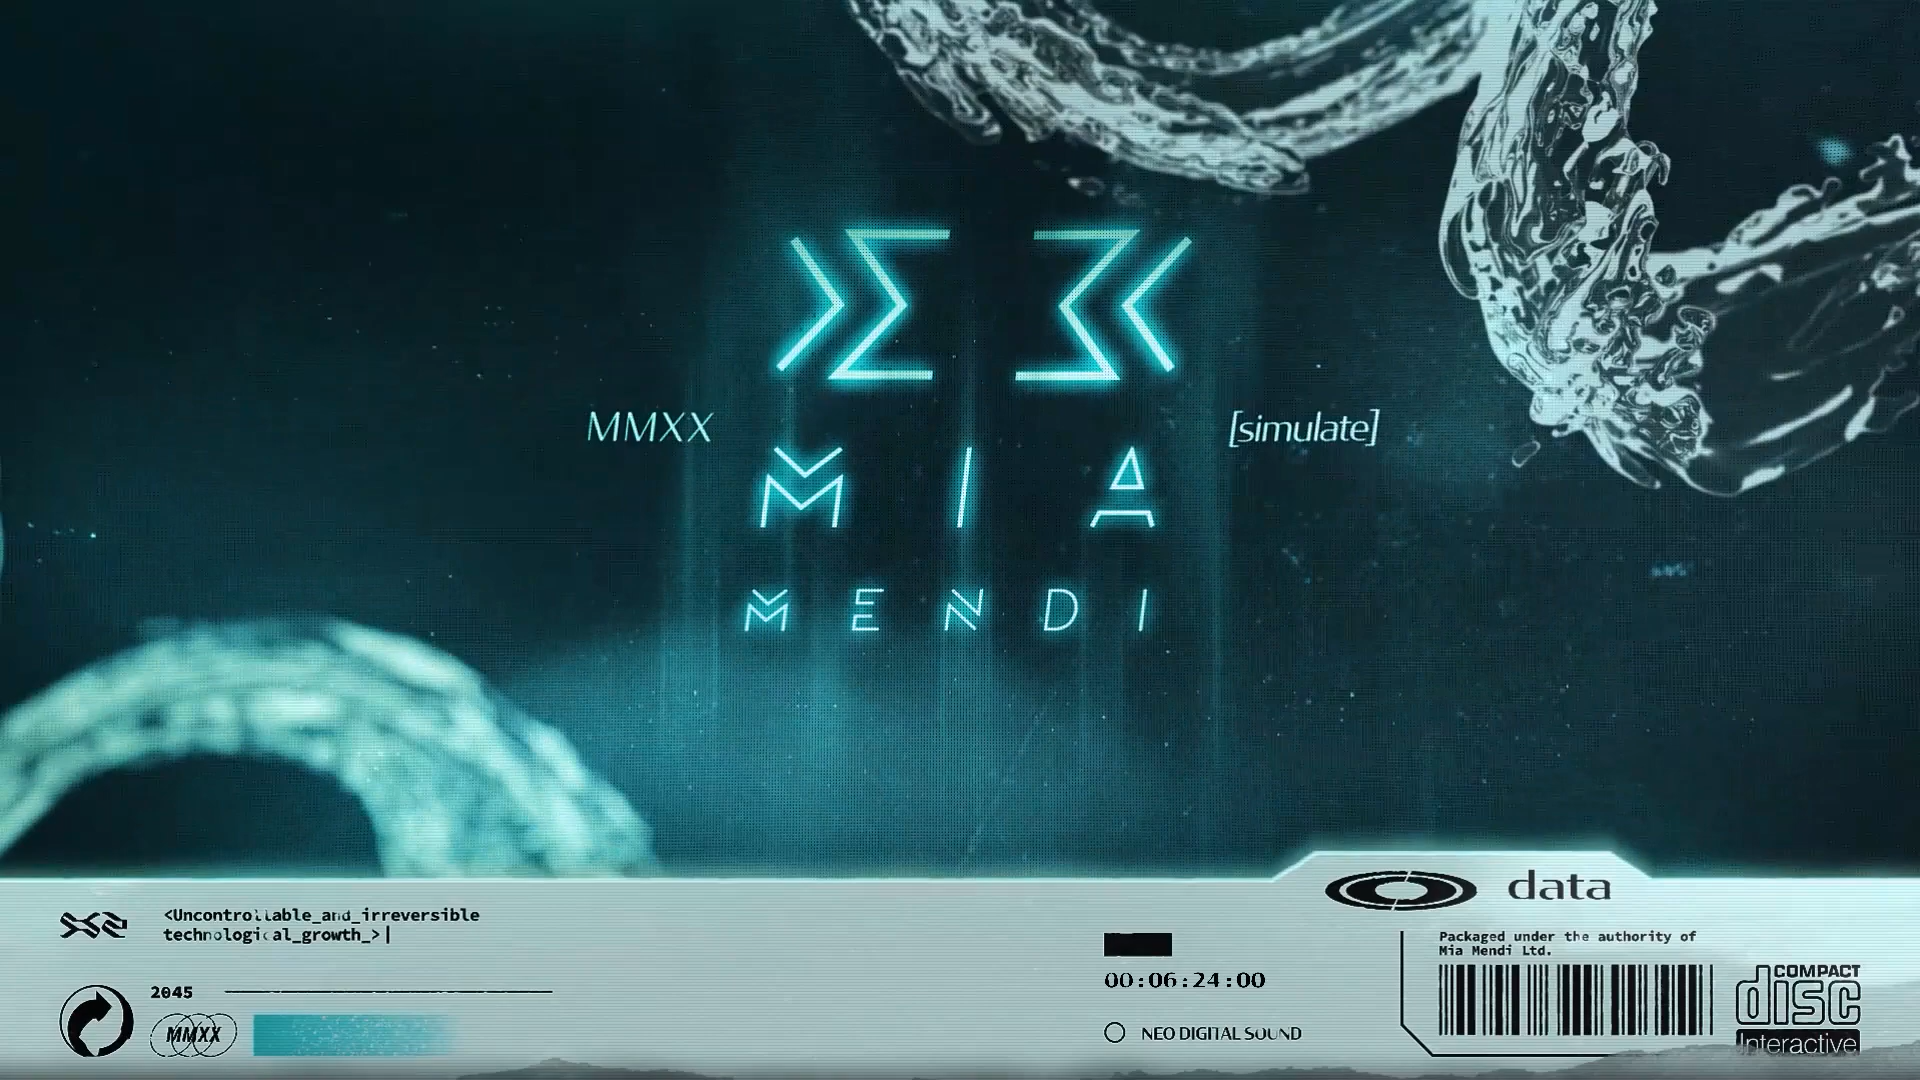 MMXX
[simulate]
MIA
MENDI
data
<Uncontrollable_and_irreversible
technological_growth_>|
Packaged under the authority of
Mia Mendi Ltd.
00:06:24:00
2045
MMXX
NEO DIGITAL SOUND
COMPACT
disc
Interactive